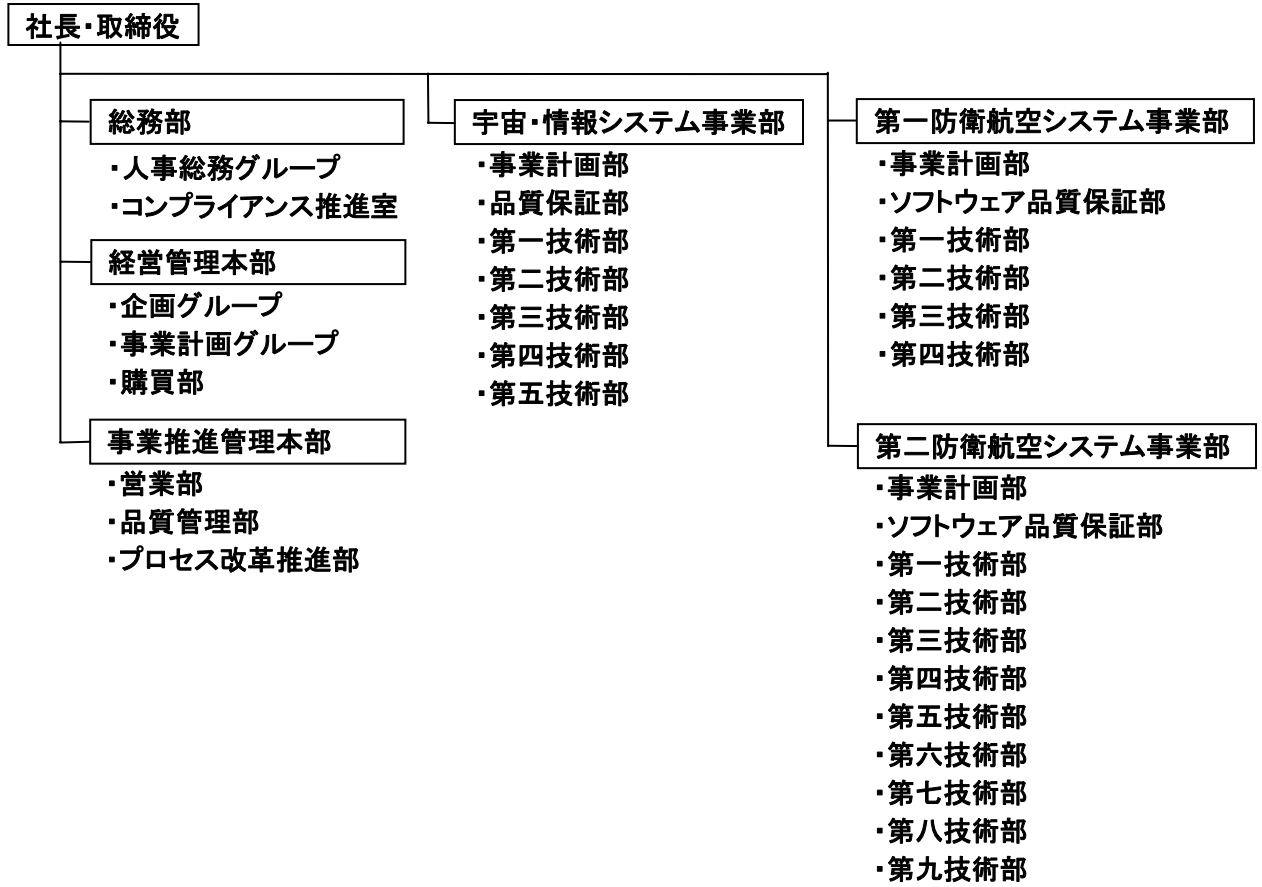 社長・取締役
総務部
・人事総務グループ
・コンプライアンス推進室
経営管理本部
・企画グループ
・事業計画グループ
・購買部
事業推進管理本部
・営業部
・品質管理部
・プロセス改革推進部
宇宙・情報システム事業部
・事業計画部
・品質保証部
・第一技術部
・第二技術部
・第三技術部
・第四技術部
・第五技術部
第一防衛航空システム事業部
・事業計画部
・ソフトウェア品質保証部
・第一技術部
・第二技術部
・第三技術部
・第四技術部
第二防衛航空システム事業部
・事業計画部
・ソフトウェア品質保証部
・第一技術部
・第二技術部
・第三技術部
・第四技術部
・第五技術部
・第六技術部
・第七技術部
・第八技術部
・第九技術部